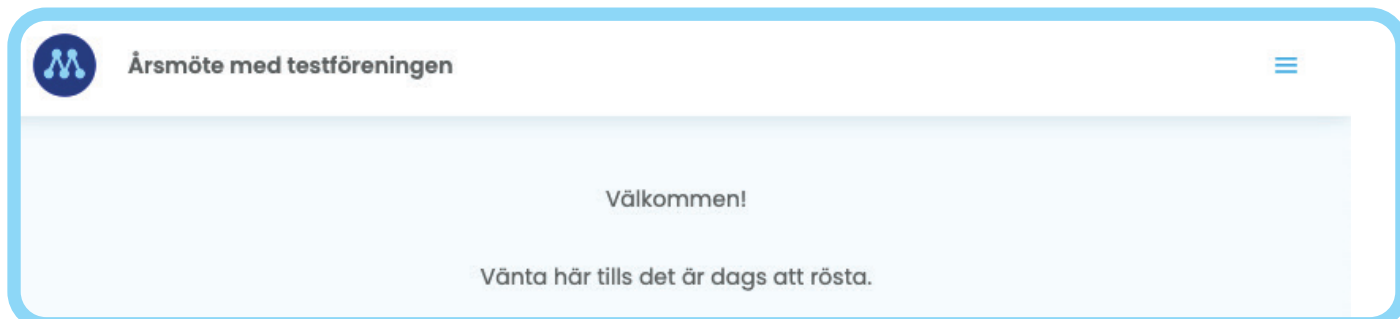 Årsmöte med testföreningen
Välkommen!
Vänta här tills det är dags att rösta.